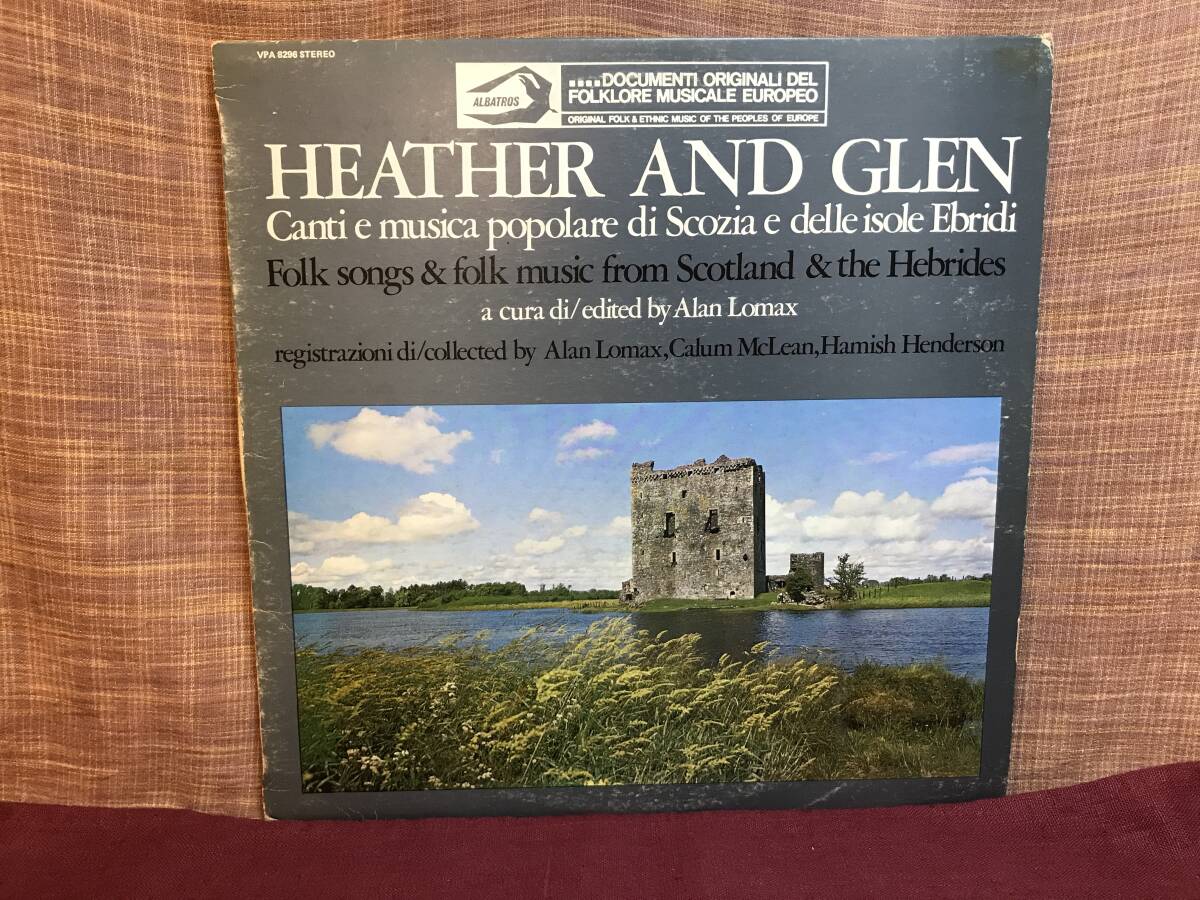 VPA 8296 STEREO
ALBATROS
....DOCUMENTI ORIGINALI DEL
FOLKLORE MUSICALE EUROPEO
ORIGINAL FOLK & ETHNIC MUSIC OF THE PEOPLES OF EUROPE
HEATHER AND GLEN
Canti e musica popolare di Scozia e delle isole Ebridi
Folk songs & folk music from Scotland & the Hebrides
a cura di/edited by Alan Lomax
registrazioni di/collected by Alan Lomax, Calum McLean, Hamish Henderson